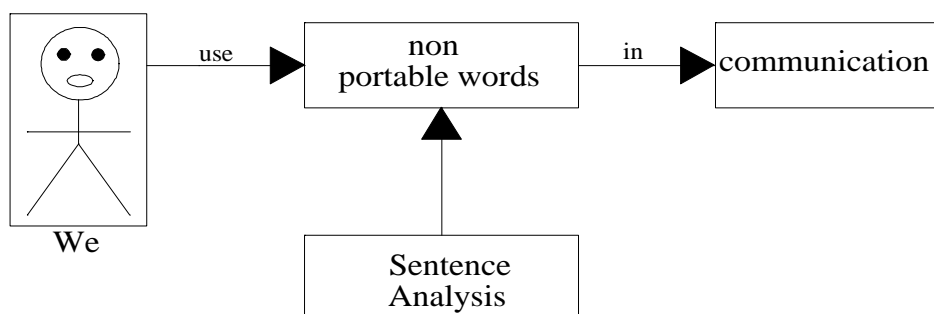 use
non
portable words
in
communication
We
Sentence
Analysis